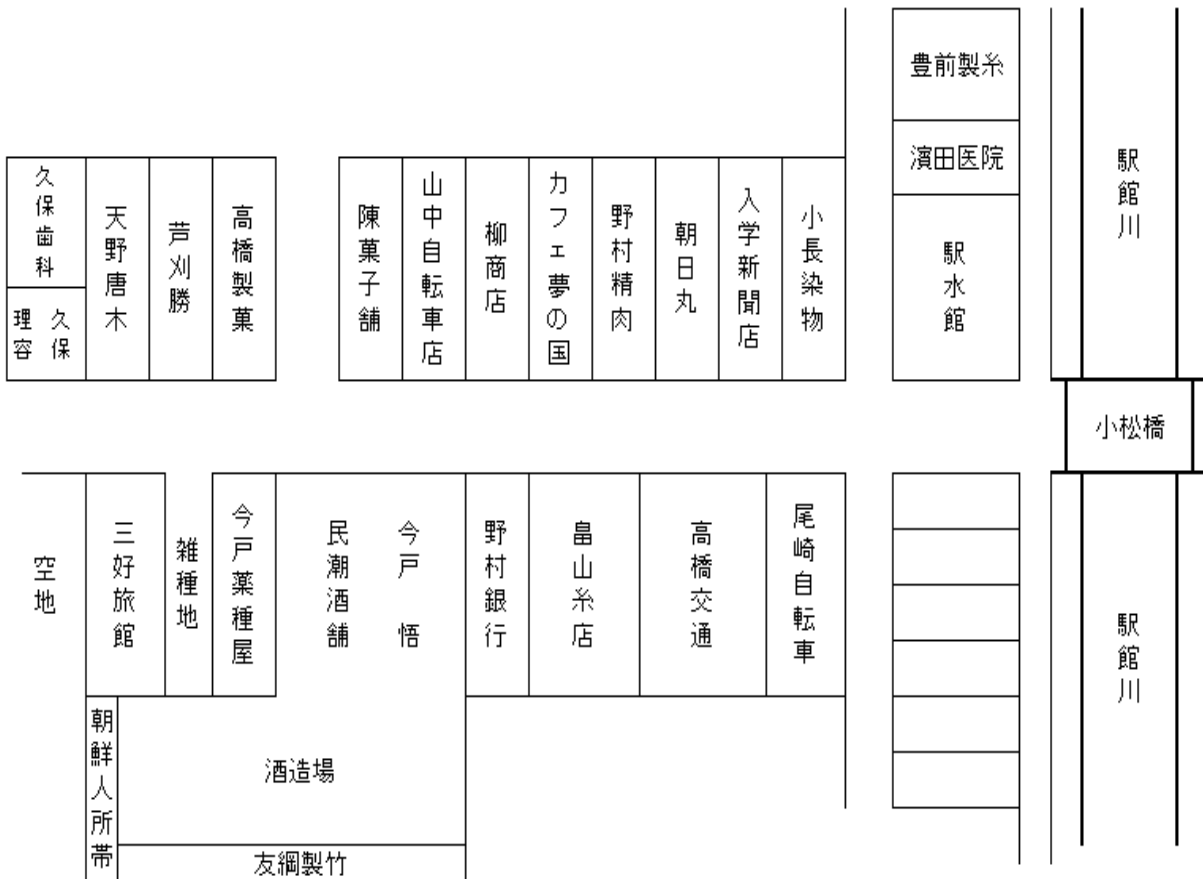 豊前製糸
濱田医院
駅水館
駅館川
小松橋
駅館川
久保歯科
久保
理容
天野唐木
芦刈勝
高橋製菓
陳菓子舗
山中自転車店
柳商店
カフェ夢の国
野村精肉
朝日丸
入学新聞店
小長染物
空地
三好旅館
雑種地
今戸薬種屋
今戸 悟
民潮酒舗
野村銀行
畠山糸店
高橋交通
尾崎自転車
朝鮮人所帯
酒造場
友綱製竹